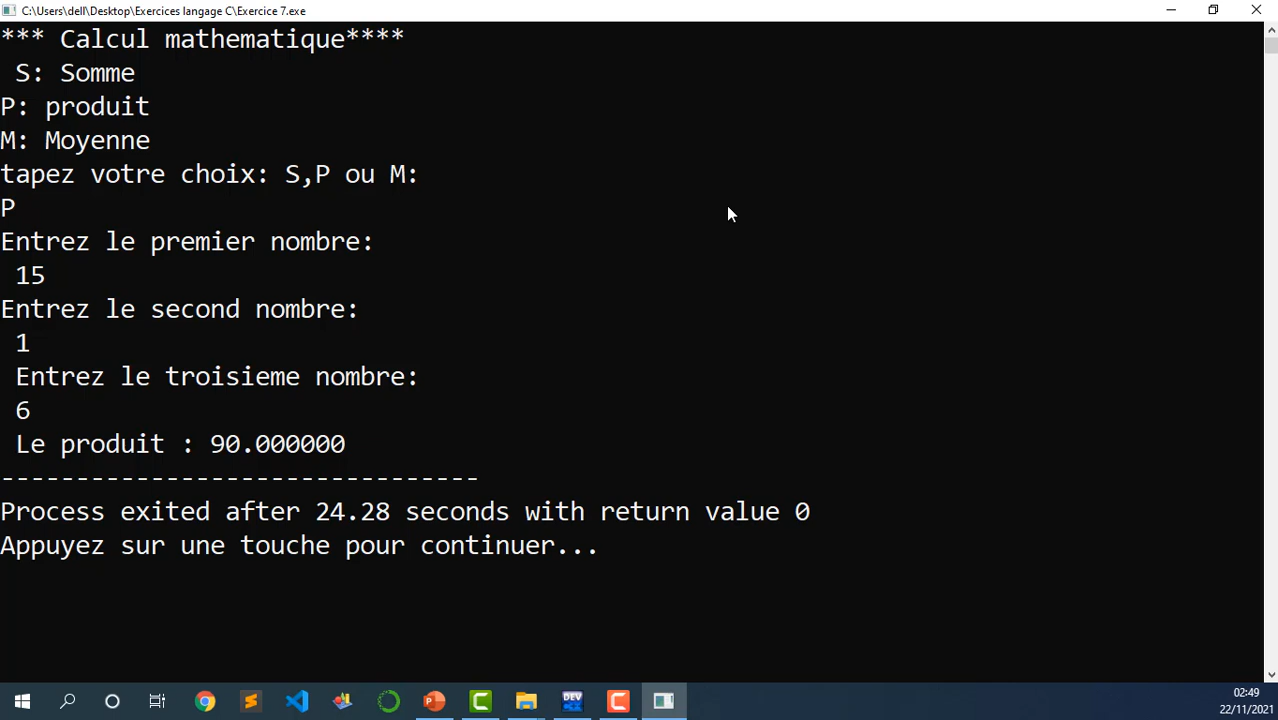 C:\Users\dell\Desktop\Exercices langage C\Exercice 7.exe
*** Calcul mathematique****
S: Somme
P: produit
M: Moyenne
tapez votre choix: S,P ou M:
P
Entrez le premier nombre:
15
Entrez le second nombre:
1
Entrez le troisieme nombre:
6
Le produit : 90.000000
--------------------------------
Process exited after 24.28 seconds with return value 0
Appuyez sur une touche pour continuer...
P
C
DEV
C
02:49
22/11/2021